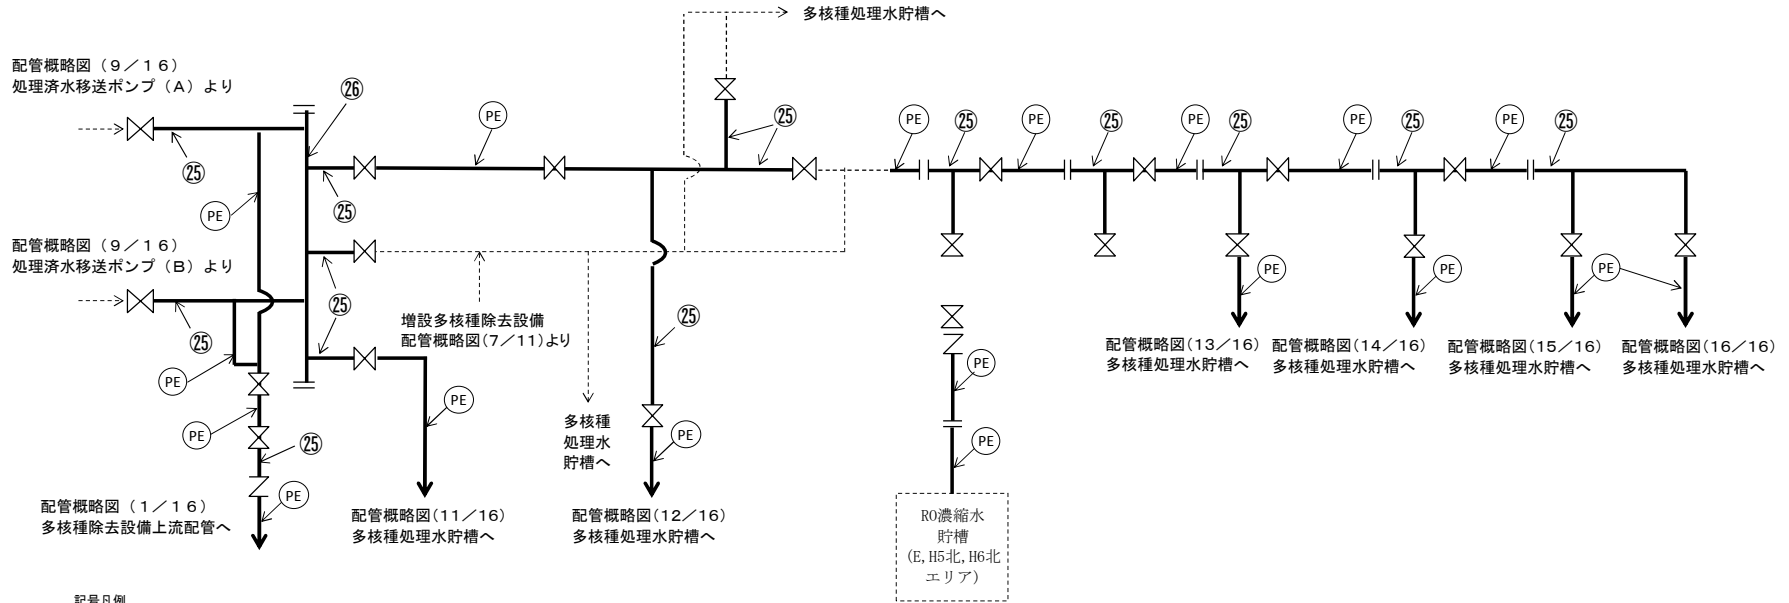 多核種処理水貯槽へ
配管概略図（９／１６）
処理済水移送ポンプ（Ａ）より
㉖
PE
㉕
PE
㉕
PE
㉕
PE
㉕
PE
㉕
PE
㉕
㉕
㉕
PE
配管概略図（９／１６）
処理済水移送ポンプ（Ｂ）より
PE
PE
PE
㉕
㉕
㉕
増設多核種除去設備
配管概略図(7／11)より
配管概略図(13／16)
多核種処理水貯槽へ
配管概略図(14／16)
多核種処理水貯槽へ
配管概略図(15／16)
多核種処理水貯槽へ
配管概略図(16／16)
多核種処理水貯槽へ
PE
PE
PE
多核種
処理水
貯槽へ
PE
PE
PE
㉕
PE
配管概略図（１／１６）
多核種除去設備上流配管へ
配管概略図(11／16)
多核種処理水貯槽へ
配管概略図(12／16)
多核種処理水貯槽へ
RO濃縮水
貯槽
(E,H5北,H6北
エリア)
記号凡例